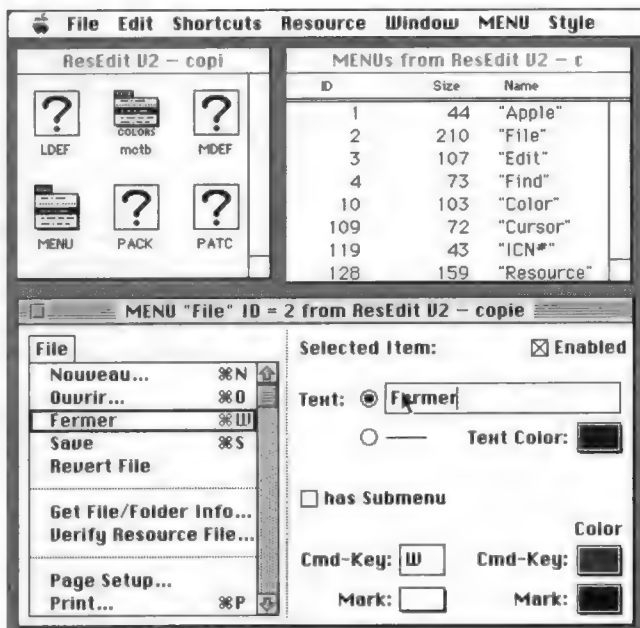 File Edit Shortcuts Resource Window MENU Style
ResEdit V2 – copi
LDEF
COLORS
mctb
MDEF
MENU
PACK
PATC
MENUs from ResEdit V2 – c
ID Size Name
1 44 "Apple"
2 210 "File"
3 107 "Edit"
4 73 "Find"
10 103 "Color"
109 72 "Cursor"
119 43 "ICN#"
128 159 "Resource"
MENU "File" ID = 2 from ResEdit V2 – copie
File
Nouveau... ⌘N
Ouvrir... ⌘O
Fermer ⌘W
Save ⌘S
Revert File
Get File/Folder Info...
Verify Resource File...
Page Setup...
Print... ⌘P
Selected Item: Enabled
Text: Fermer
Text Color:
has Submenu
Color
Cmd-Key: W Cmd-Key:
Mark: Mark: